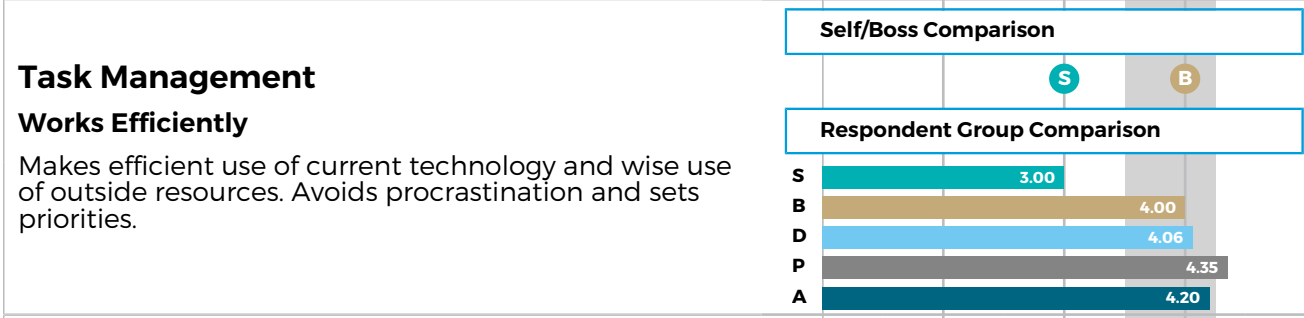 Task Management
Works Efficiently
Makes efficient use of current technology and wise use
of outside resources. Avoids procrastination and sets
priorities.
Self/Boss Comparison
S B
Respondent Group Comparison
S 3.00
B 4.00
D 4.06
P 4.35
A 4.20